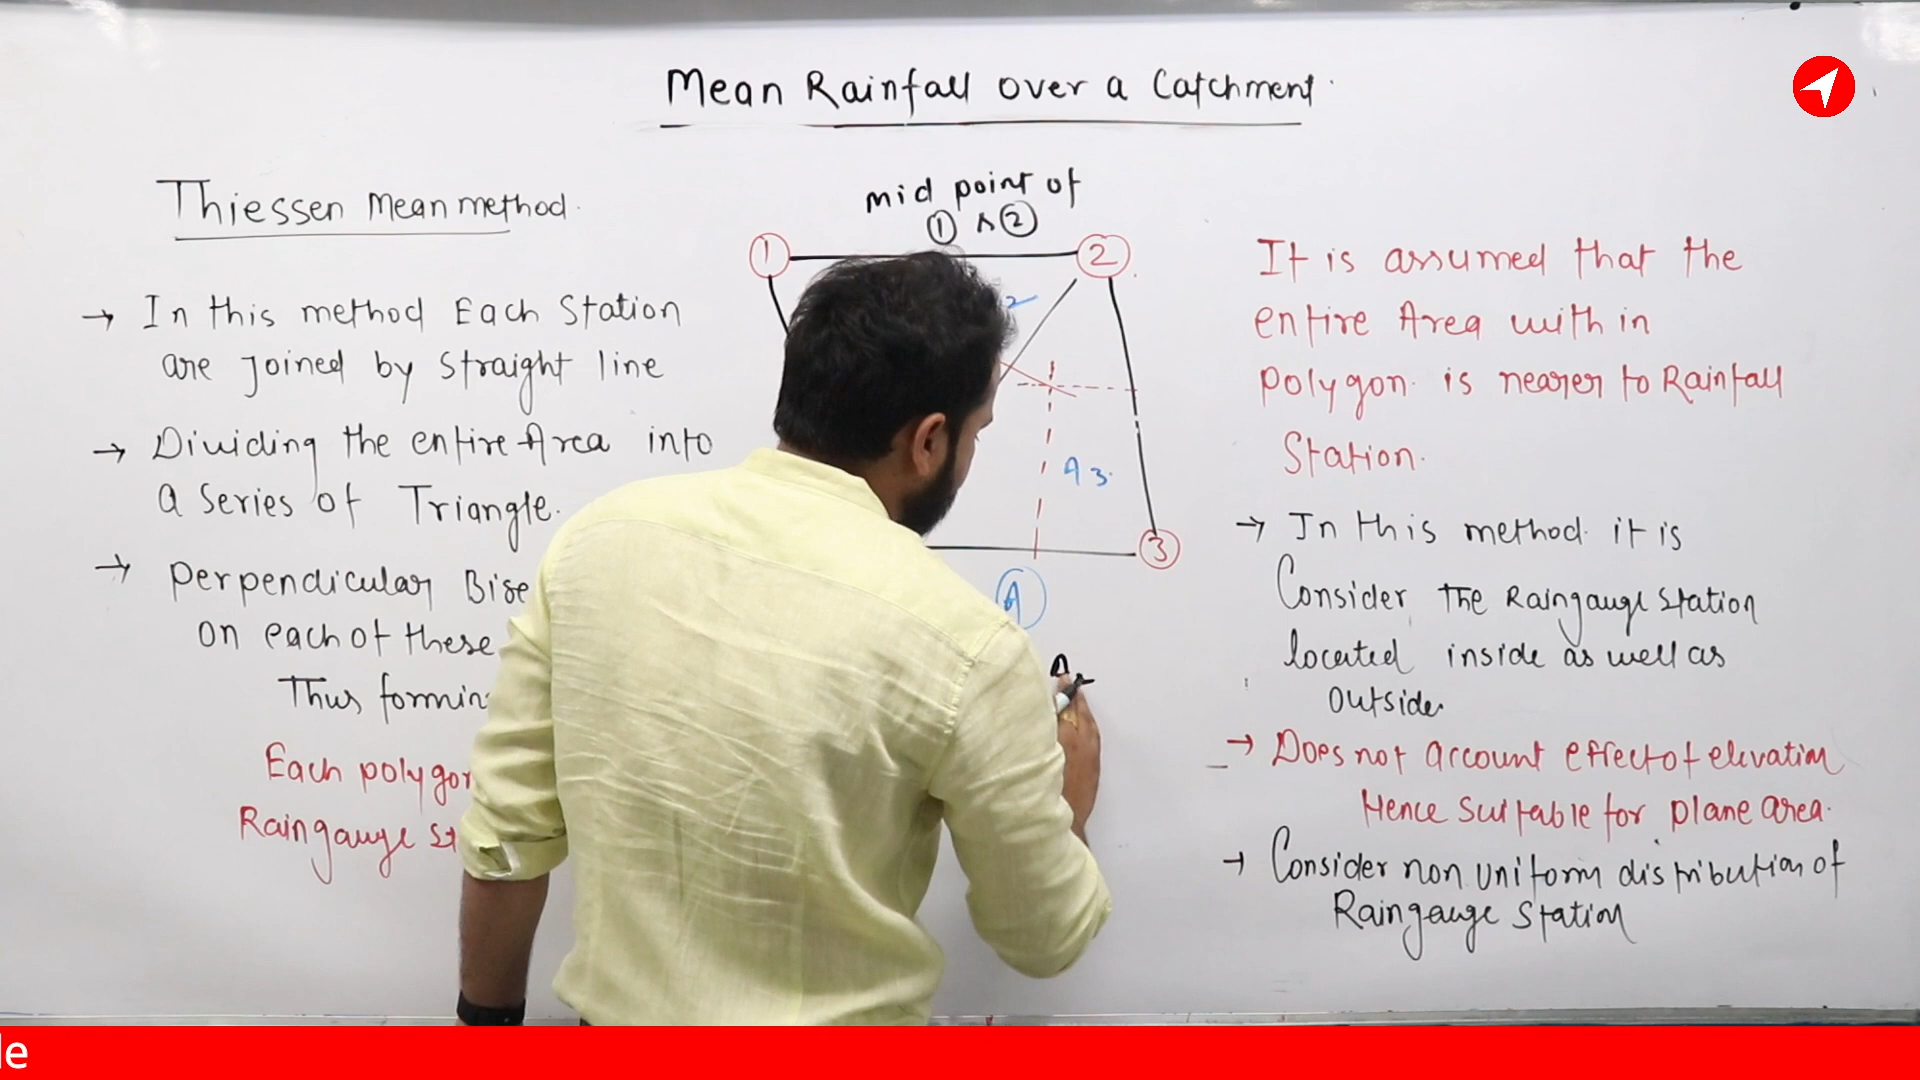 Mean Rainfall over a Catchment
Thiessen Mean method
→ In this method Each Station
are Joined by straight line
→ Dividing the entire Area into
a series of Triangle.
→ Perpendicular Bise
on each of these
Thus formin
Each polygon
Raingauge st
mid point of
① & ②
1
2
2
A3
3
A
A
It is assumed that the
entire Area with in
polygon is nearer to Rainfall
Station.
→ In this method it is
Consider The Raingauge station
located inside as well as
outside
→ Does not account effect of elevation
Hence suitable for plane area.
→ Consider non uniform distribution of
Raingauge station
le